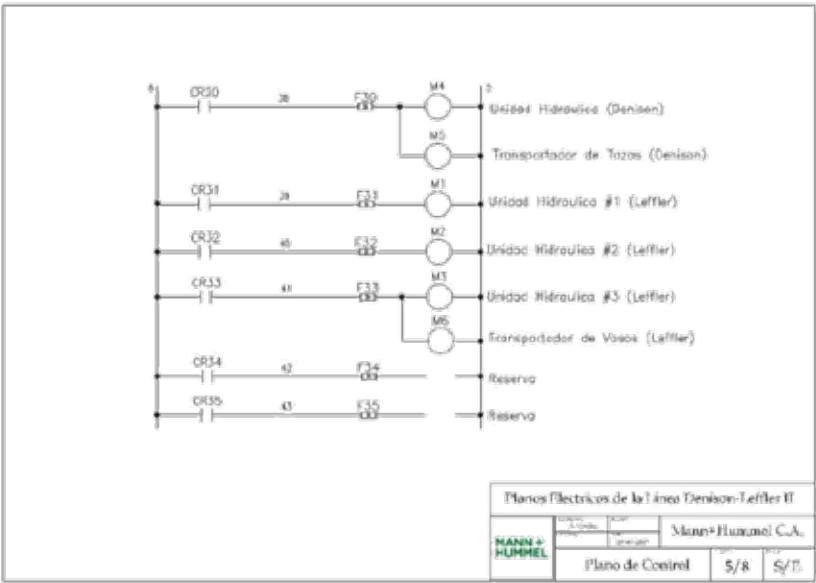 CR30 F30 M4 Unidad Hidraulica (Denison)
M5 Transportador de Tazas (Denison)
CR31 F31 M1 Unidad Hidraulica #1 (Leffler)
CR32 40 F32 M2 Unidad Hidraulica #2 (Leffler)
CR33 41 F33 M3 Unidad Hidraulica #3 (Leffler)
M6 Transportador de Vasos (Leffler)
CR34 42 F34 Reserva
CR35 43 F35 Reserva
Planos Electricos de la Linea Denison-Leffler II
MANN+
HUMMEL
Mann+Hummel C.A.
Plano de Control 5/8